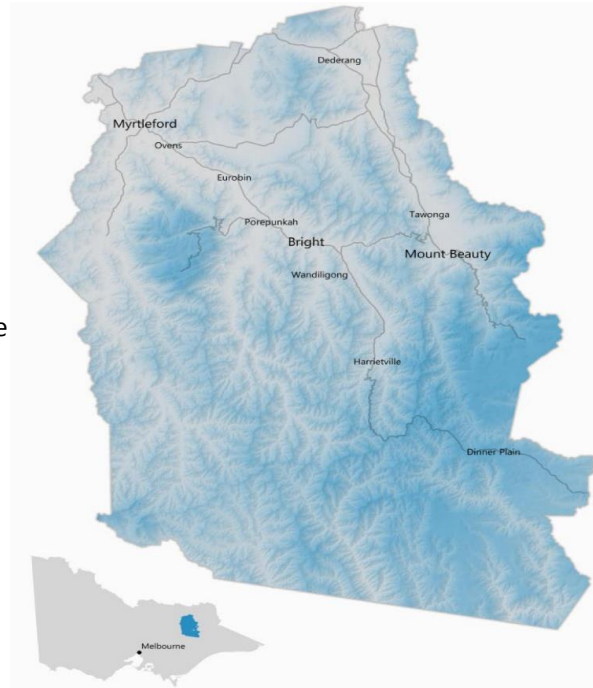 Dederang
Myrtleford
Ovens
Eurobin
Tawonga
Porepunkah
Bright
Mount Beauty
Wandiligong
e
Harrietville
Dinner Plain
Melbourne